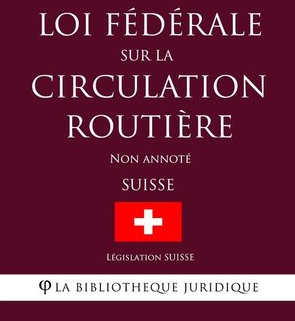 LOI FÉDÉRALE
SUR LA
CIRCULATION
ROUTIÈRE
NON ANNOTÉ
SUISSE
LÉGISLATION SUISSE
φ LA BIBLIOTHEQUE JURIDIQUE